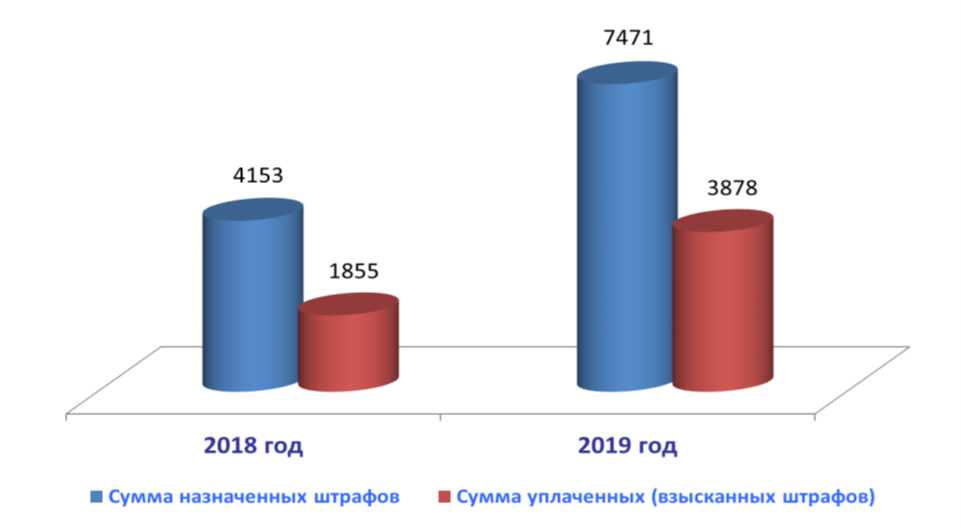 7471
4153
3878
1855
2018 год
2019 год
Сумма назначенных штрафов
Сумма уплаченных (взысканных штрафов)